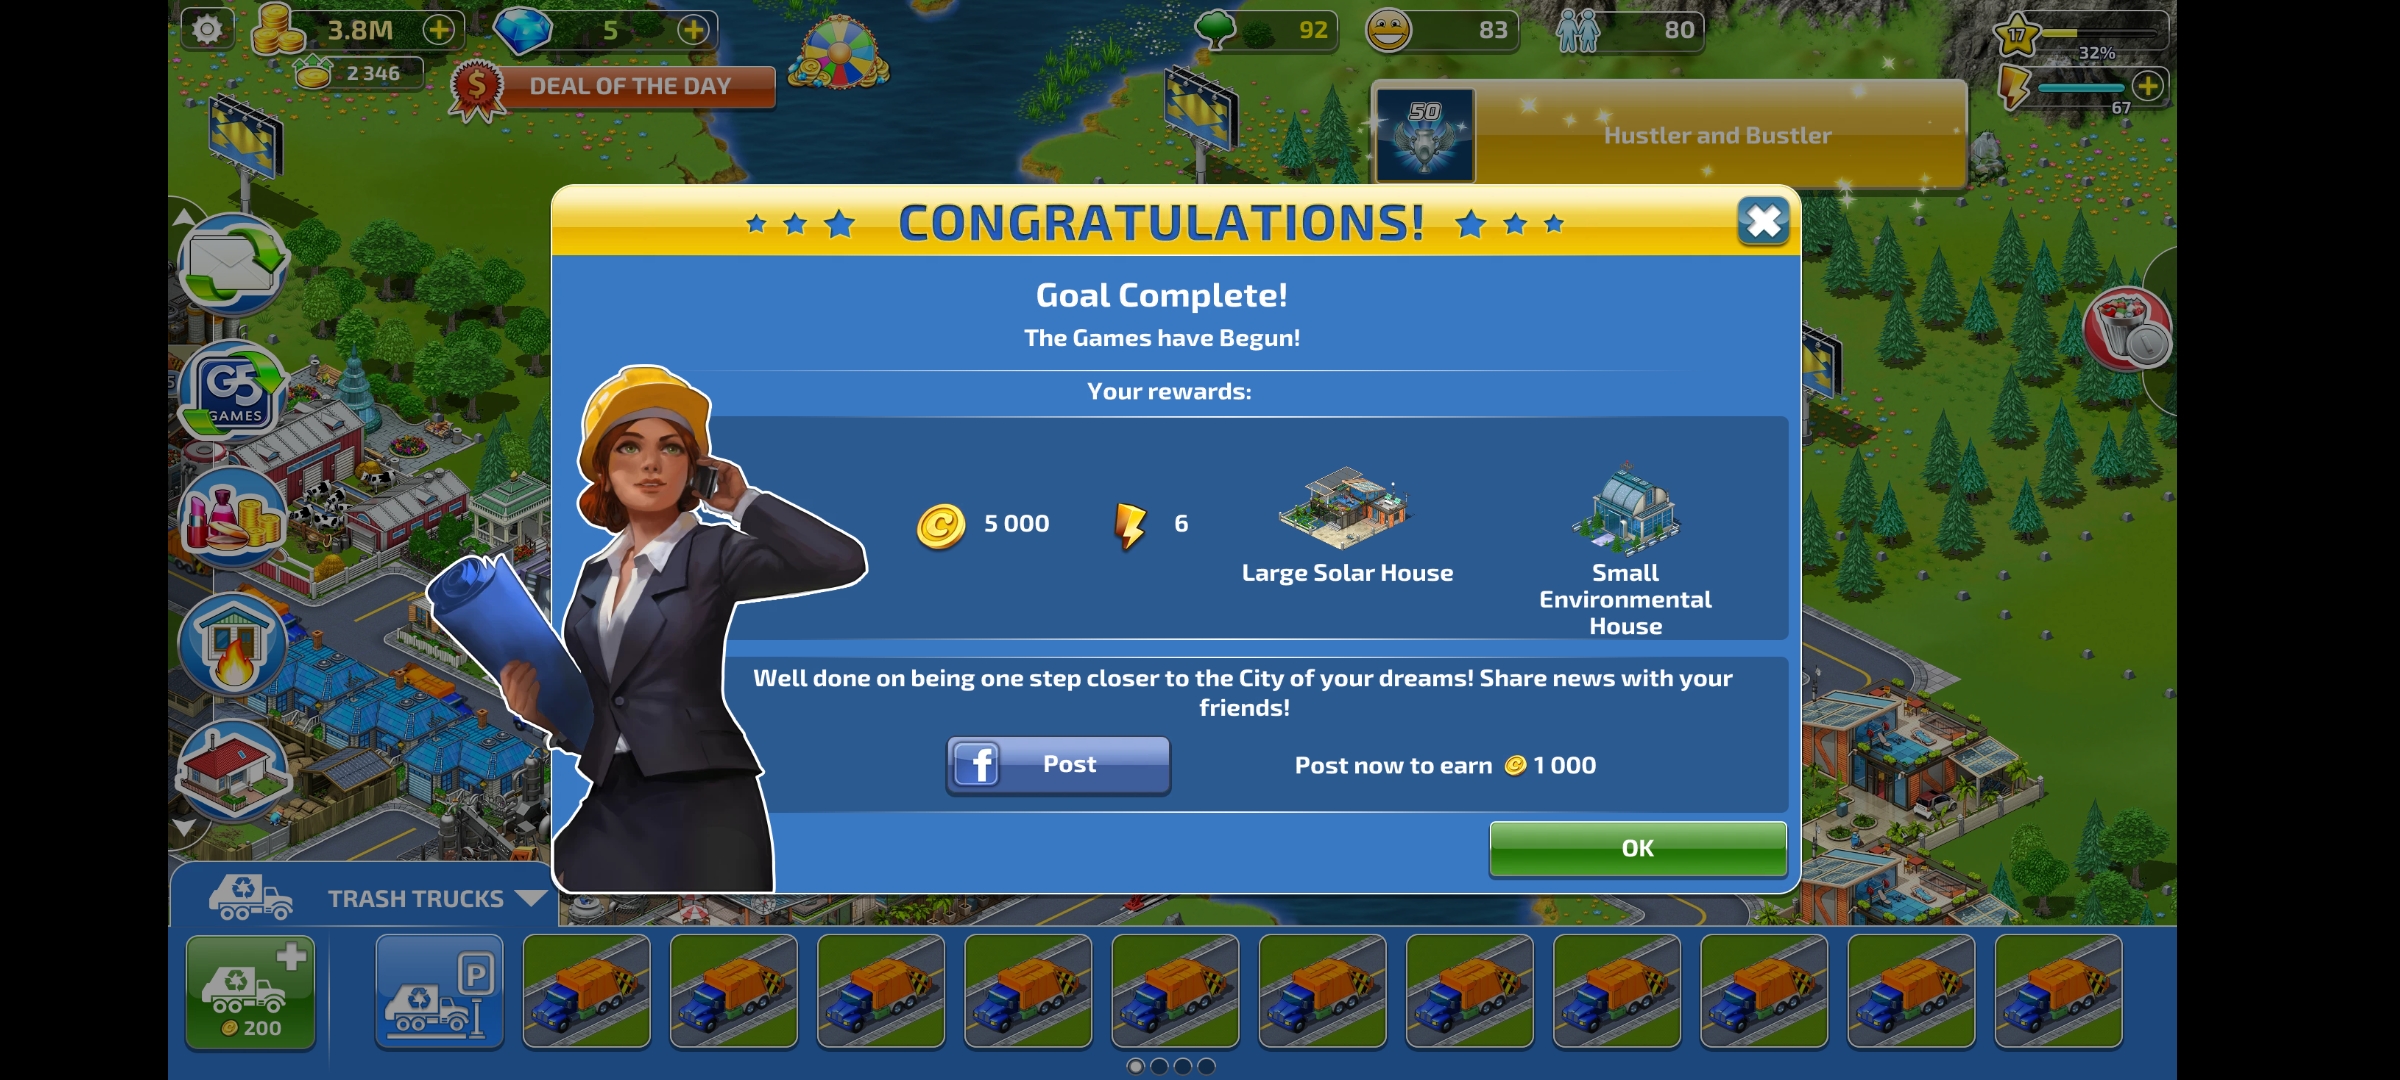 3.8M
5
92
83
80
17
32%
2 346
DEAL OF THE DAY
67
50
Hustler and Bustler
CONGRATULATIONS!
Goal Complete!
The Games have Begun!
Your rewards:
G5
GAMES
5 000
6
Large Solar House
Small
Environmental
House
Well done on being one step closer to the City of your dreams! Share news with your
friends!
f
Post
Post now to earn
1 000
OK
TRASH TRUCKS
P
200